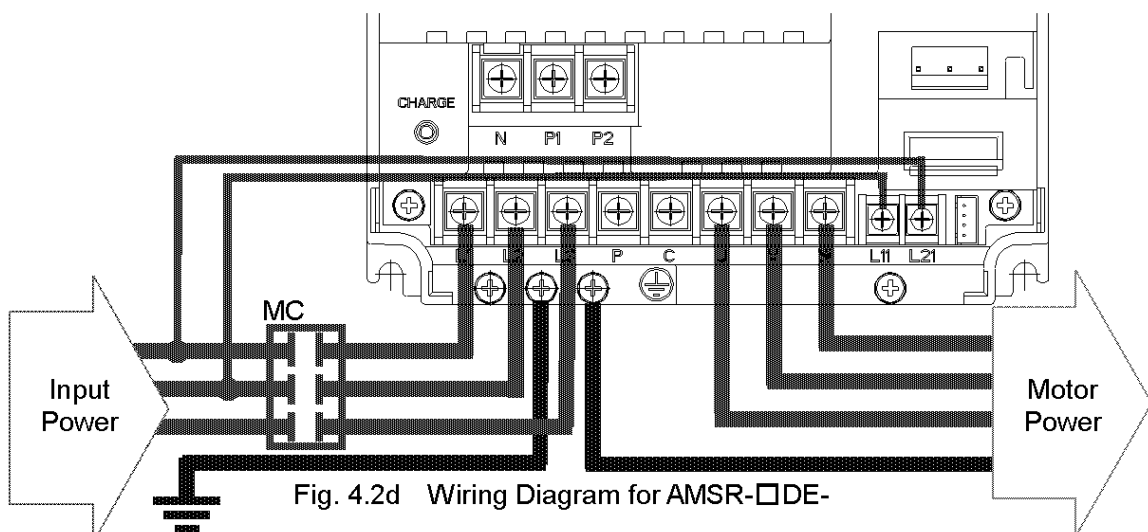 CHARGE
N P1 P2
P C L11 L21
MC
Input
Power
Motor
Power
Fig. 4.2d Wiring Diagram for AMSR-□DE-